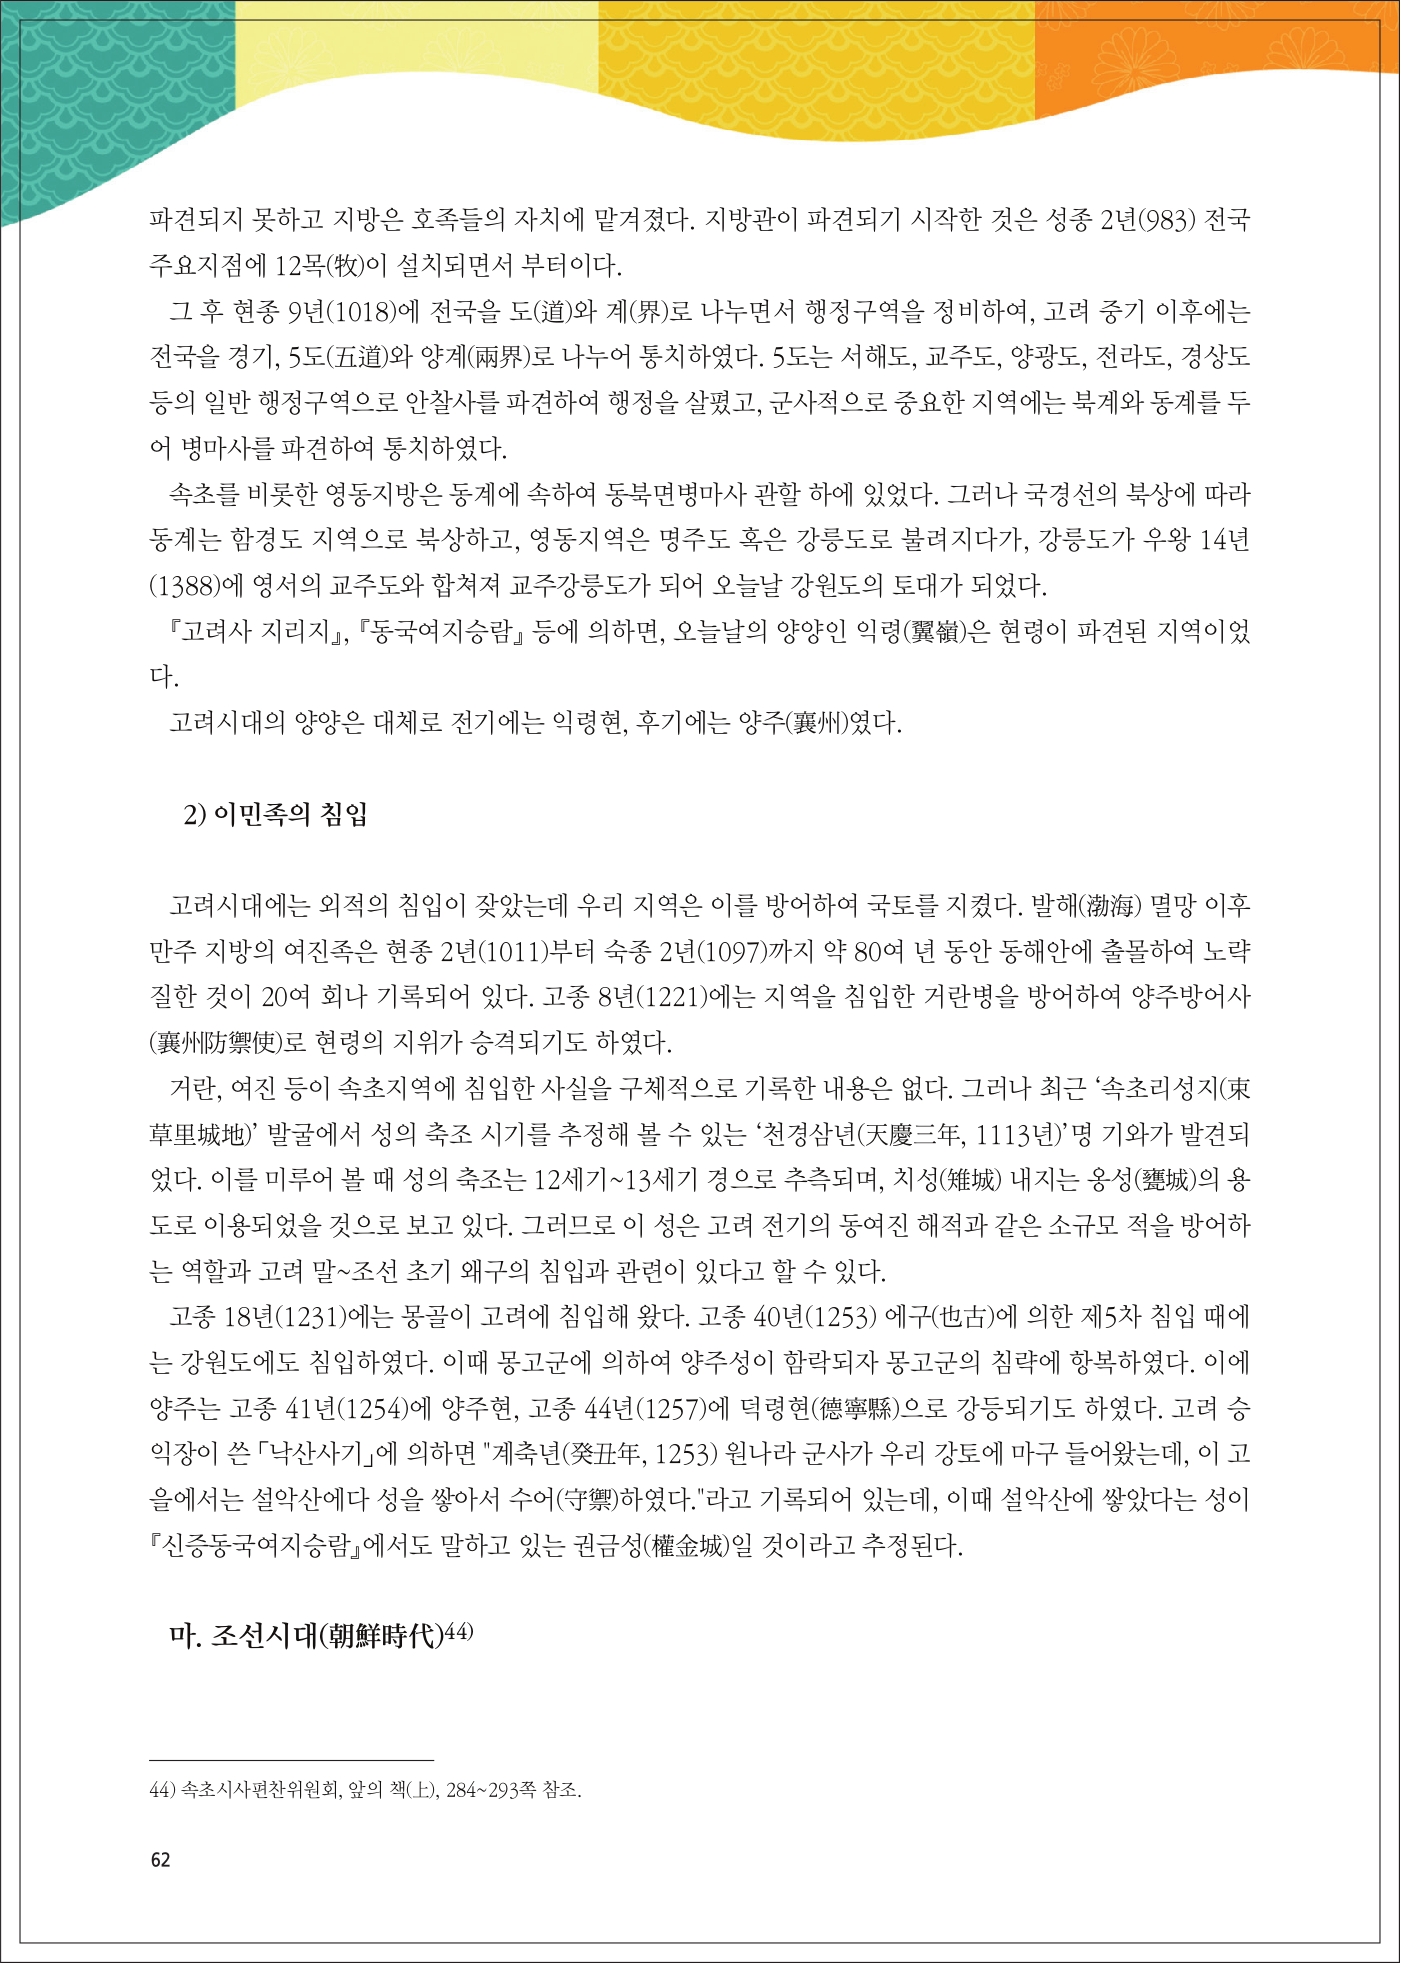 파견되지 못하고 지방은 호족들의 자치에 맡겨졌다. 지방관이 파견되기 시작한 것은 성종 2년(983) 전국
주요지점에 12목(牧)이 설치되면서 부터이다.
그 후 현종 9년(1018)에 전국을 도(道)와 계(界)로 나누면서 행정구역을 정비하여, 고려 중기 이후에는
전국을 경기, 5도(五道)와 양계(兩界)로 나누어 통치하였다. 5도는 서해도, 교주도, 양광도, 전라도, 경상도
등의 일반 행정구역으로 안찰사를 파견하여 행정을 살폈고, 군사적으로 중요한 지역에는 북계와 동계를 두
어 병마사를 파견하여 통치하였다.
속초를 비롯한 영동지방은 동계에 속하여 동북면병마사 관할 하에 있었다. 그러나 국경선의 북상에 따라
동계는 함경도 지역으로 북상하고, 영동지역은 명주도 혹은 강릉도로 불려지다가, 강릉도가 우왕 14년
(1388)에 영서의 교주도와 합쳐져 교주강릉도가 되어 오늘날 강원도의 토대가 되었다.
『고려사 지리지』, 『동국여지승람』 등에 의하면, 오늘날의 양양인 익령(翼嶺)은 현령이 파견된 지역이었
다.
고려시대의 양양은 대체로 전기에는 익령현, 후기에는 양주(襄州)였다.
2) 이민족의 침입
고려시대에는 외적의 침입이 잦았는데 우리 지역은 이를 방어하여 국토를 지켰다. 발해(渤海) 멸망 이후
만주 지방의 여진족은 현종 2년(1011)부터 숙종 2년(1097)까지 약 80여 년 동안 동해안에 출몰하여 노략
질한 것이 20여 회나 기록되어 있다. 고종 8년(1221)에는 지역을 침입한 거란병을 방어하여 양주방어사
(襄州防禦使)로 현령의 지위가 승격되기도 하였다.
거란, 여진 등이 속초지역에 침입한 사실을 구체적으로 기록한 내용은 없다. 그러나 최근 ‘속초리성지(束
草里城地)’ 발굴에서 성의 축조 시기를 추정해 볼 수 있는 ‘천경삼년(天慶三年, 1113년)’명 기와가 발견되
었다. 이를 미루어 볼 때 성의 축조는 12세기~13세기 경으로 추측되며, 치성(雉城) 내지는 옹성(甕城)의 용
도로 이용되었을 것으로 보고 있다. 그러므로 이 성은 고려 전기의 동여진 해적과 같은 소규모 적을 방어하
는 역할과 고려 말~조선 초기 왜구의 침입과 관련이 있다고 할 수 있다.
고종 18년(1231)에는 몽골이 고려에 침입해 왔다. 고종 40년(1253) 에구(也古)에 의한 제5차 침입 때에
는 강원도에도 침입하였다. 이때 몽고군에 의하여 양주성이 함락되자 몽고군의 침략에 항복하였다. 이에
양주는 고종 41년(1254)에 양주현, 고종 44년(1257)에 덕령현(德寧縣)으로 강등되기도 하였다. 고려 승
익장이 쓴 「낙산사기」에 의하면 "계축년(癸丑年, 1253) 원나라 군사가 우리 강토에 마구 들어왔는데, 이 고
을에서는 설악산에다 성을 쌓아서 수어(守禦)하였다."라고 기록되어 있는데, 이때 설악산에 쌓았다는 성이
『신증동국여지승람』에서도 말하고 있는 권금성(權金城)일 것이라고 추정된다.
마. 조선시대(朝鮮時代)44)
44) 속초시사편찬위원회, 앞의 책(上), 284~293쪽 참조.
62